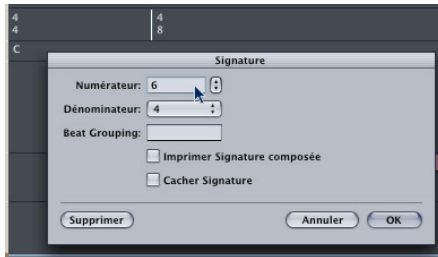 4 4
4 8
C
Signature
Numérateur: 6
Dénominateur: 4
Beat Grouping:
Imprimer Signature composée
Cacher Signature
Supprimer Annuler OK